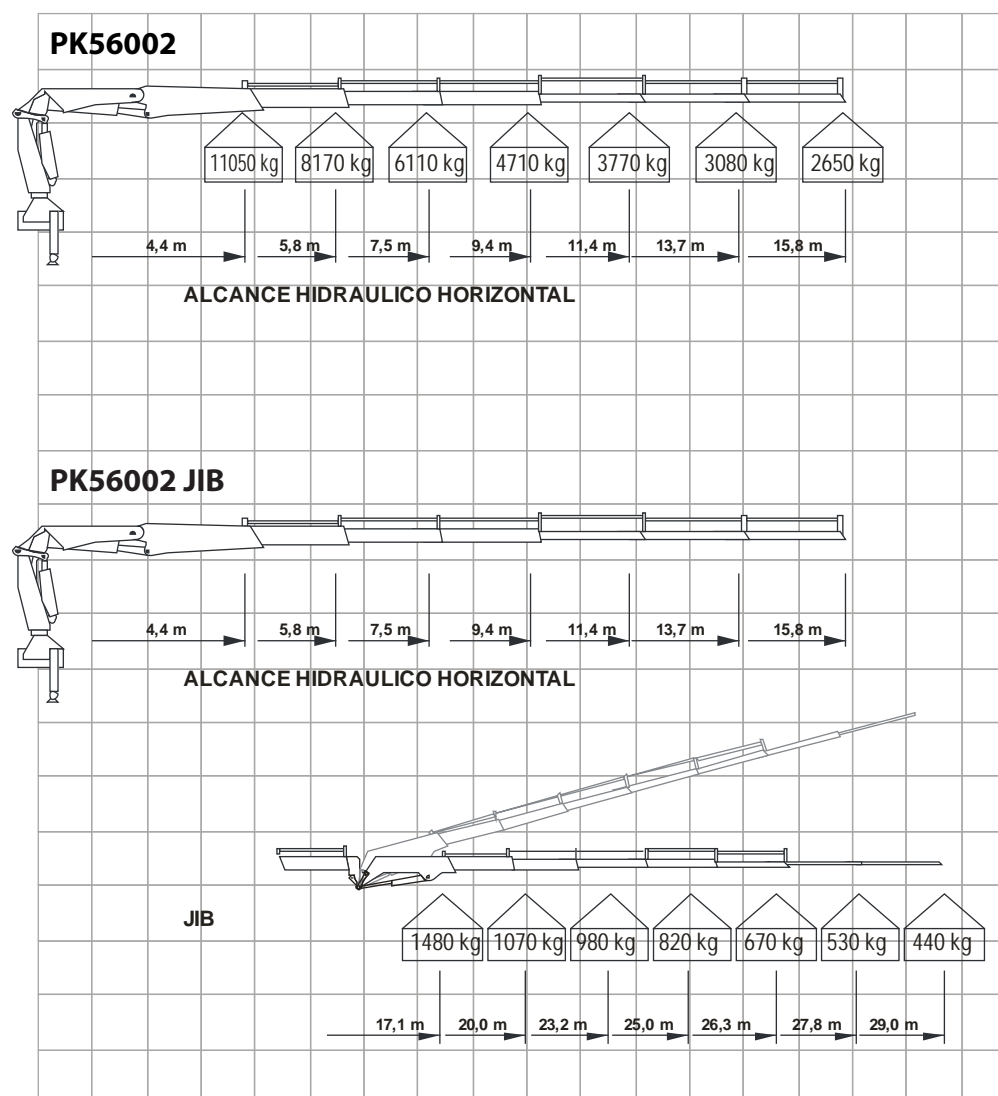 PK56002
11050 kg 8170 kg 6110 kg 4710 kg 3770 kg 3080 kg 2650 kg
4,4 m 5,8 m 7,5 m 9,4 m 11,4 m 13,7 m 15,8 m
ALCANCE HIDRAULICO HORIZONTAL
PK56002 JIB
4,4 m 5,8 m 7,5 m 9,4 m 11,4 m 13,7 m 15,8 m
ALCANCE HIDRAULICO HORIZONTAL
JIB
1480 kg 1070 kg 980 kg 820 kg 670 kg 530 kg 440 kg
17,1 m 20,0 m 23,2 m 25,0 m 26,3 m 27,8 m 29,0 m